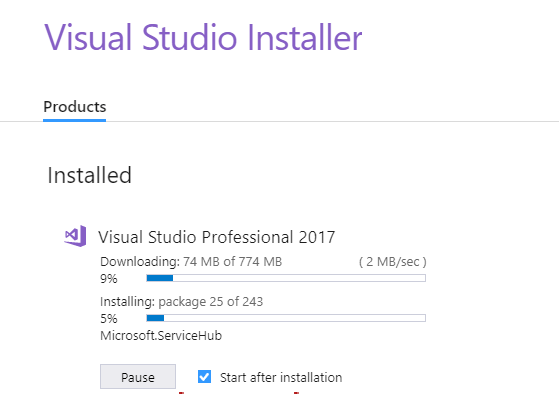 Visual Studio Installer
Products
Installed
Visual Studio Professional 2017
Downloading: 74 MB of 774 MB ( 2 MB/sec )
9%
Installing: package 25 of 243
5%
Microsoft.ServiceHub
Pause Start after installation